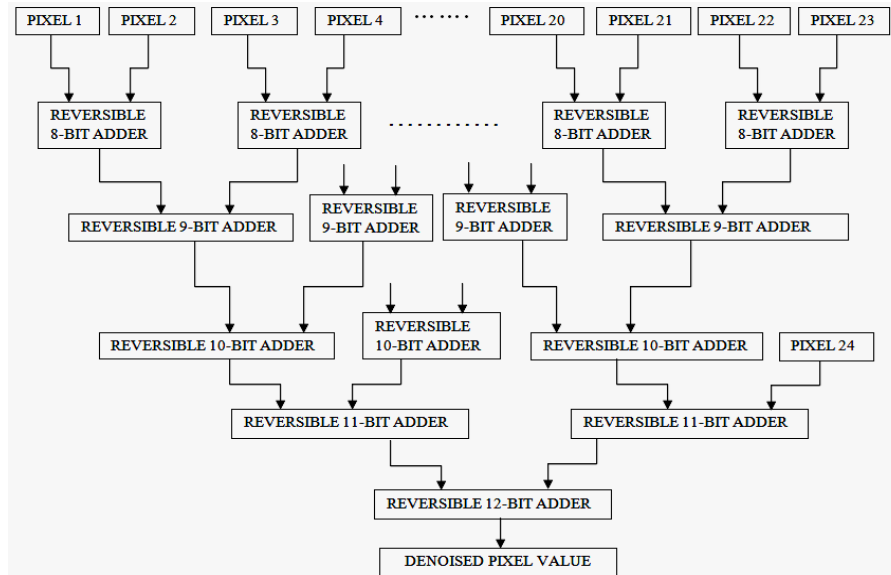 PIXEL 1
PIXEL 2
PIXEL 3
PIXEL 4
PIXEL 20
PIXEL 21
PIXEL 22
PIXEL 23
REVERSIBLE
8-BIT ADDER
REVERSIBLE
8-BIT ADDER
REVERSIBLE
8-BIT ADDER
REVERSIBLE
8-BIT ADDER
REVERSIBLE 9-BIT ADDER
REVERSIBLE
9-BIT ADDER
REVERSIBLE
9-BIT ADDER
REVERSIBLE 9-BIT ADDER
REVERSIBLE 10-BIT ADDER
REVERSIBLE
10-BIT ADDER
REVERSIBLE 10-BIT ADDER
PIXEL 24
REVERSIBLE 11-BIT ADDER
REVERSIBLE 11-BIT ADDER
REVERSIBLE 12-BIT ADDER
DENOISED PIXEL VALUE